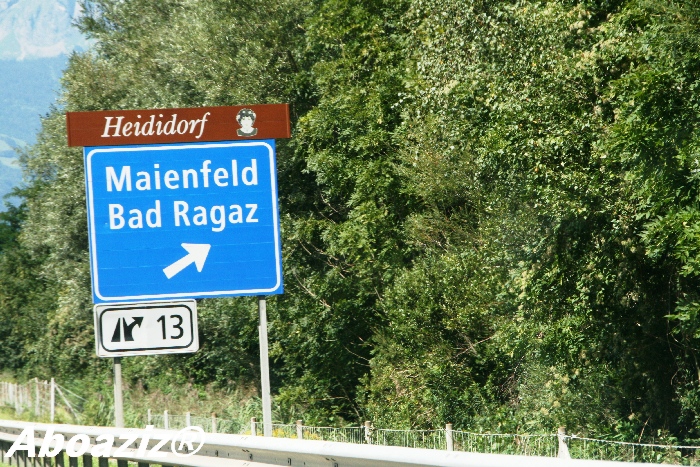 Heididorf
Maienfeld
Bad Ragaz
13
Aboaziz®